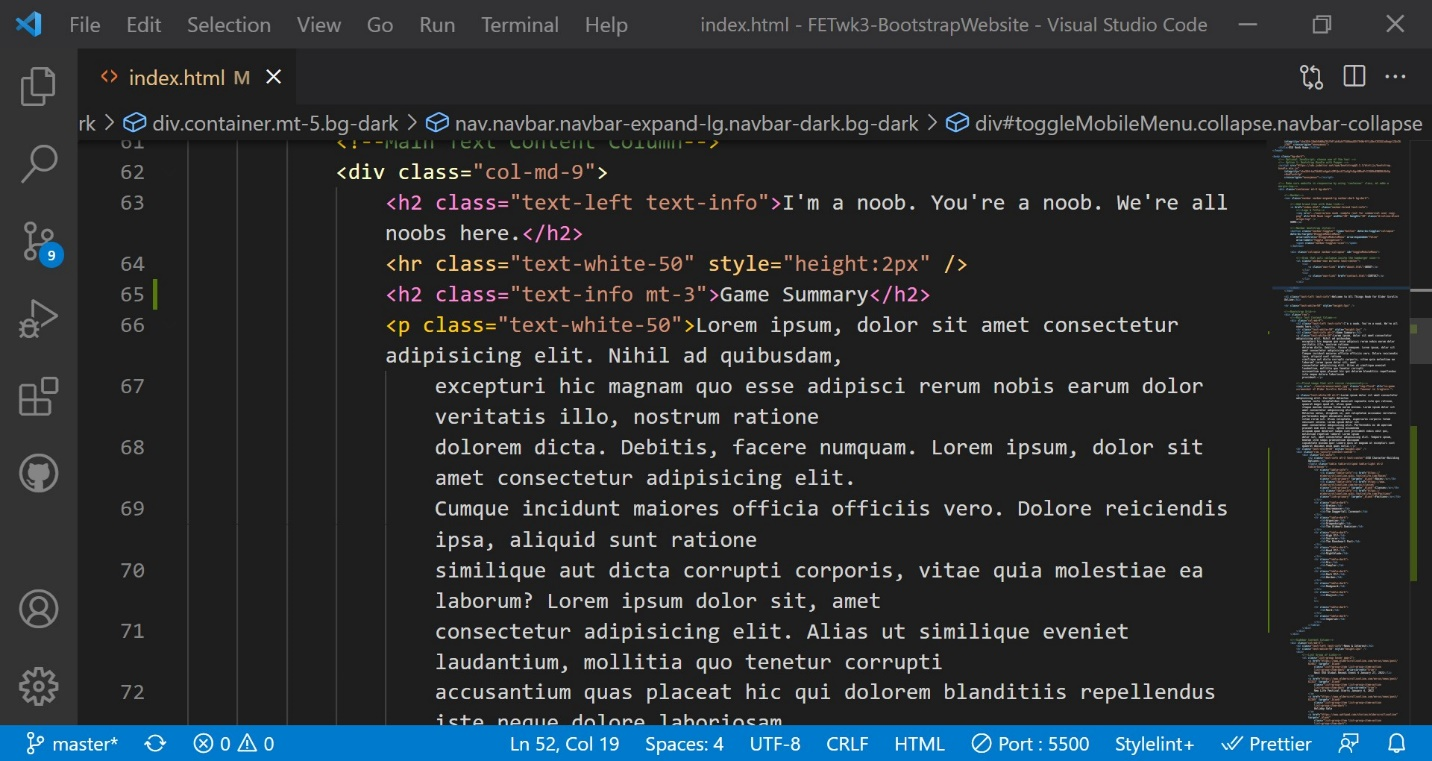 File Edit Selection View Go Run Terminal Help index.html - FETwk3-BootstrapWebsite - Visual Studio Code
index.html M
rk > div.container.mt-5.bg-dark > nav.navbar.navbar-expand-lg.navbar-dark.bg-dark > div#toggleMobileMenu.collapse.navbar-collapse
61 <!--Main Text Content Column-->
62 <div class="col-md-9">
63 <h2 class="text-left text-info">I'm a noob. You're a noob. We're all
noobs here.</h2>
64 <hr class="text-white-50" style="height:2px" />
65 <h2 class="text-info mt-3">Game Summary</h2>
66 <p class="text-white-50">Lorem ipsum, dolor sit amet consectetur
adipisicing elit. Nihil ad quibusdam,
67 excepturi hic magnam quo esse adipisci rerum nobis earum dolor
veritatis illo, nostrum ratione
68 dolorem dicta. Debitis, facere numquam. Lorem ipsum, dolor sit
amet consectetur adipisicing elit.
69 Cumque incidunt maiores officia officiis vero. Dolore reiciendis
ipsa, aliquid sunt ratione
70 similique aut dicta corrupti corporis, vitae quia molestiae ea
laborum? Lorem ipsum dolor sit, amet
71 consectetur adipisicing elit. Alias ut similique eveniet
laudantium, mollitia quo tenetur corrupti
72 accusantium quas placeat hic qui dolorem blanditiis repellendus
iste neque dolore laboriosam
9
master* 0 0 Ln 52, Col 19 Spaces: 4 UTF-8 CRLF HTML Port : 5500 Stylelint+ Prettier